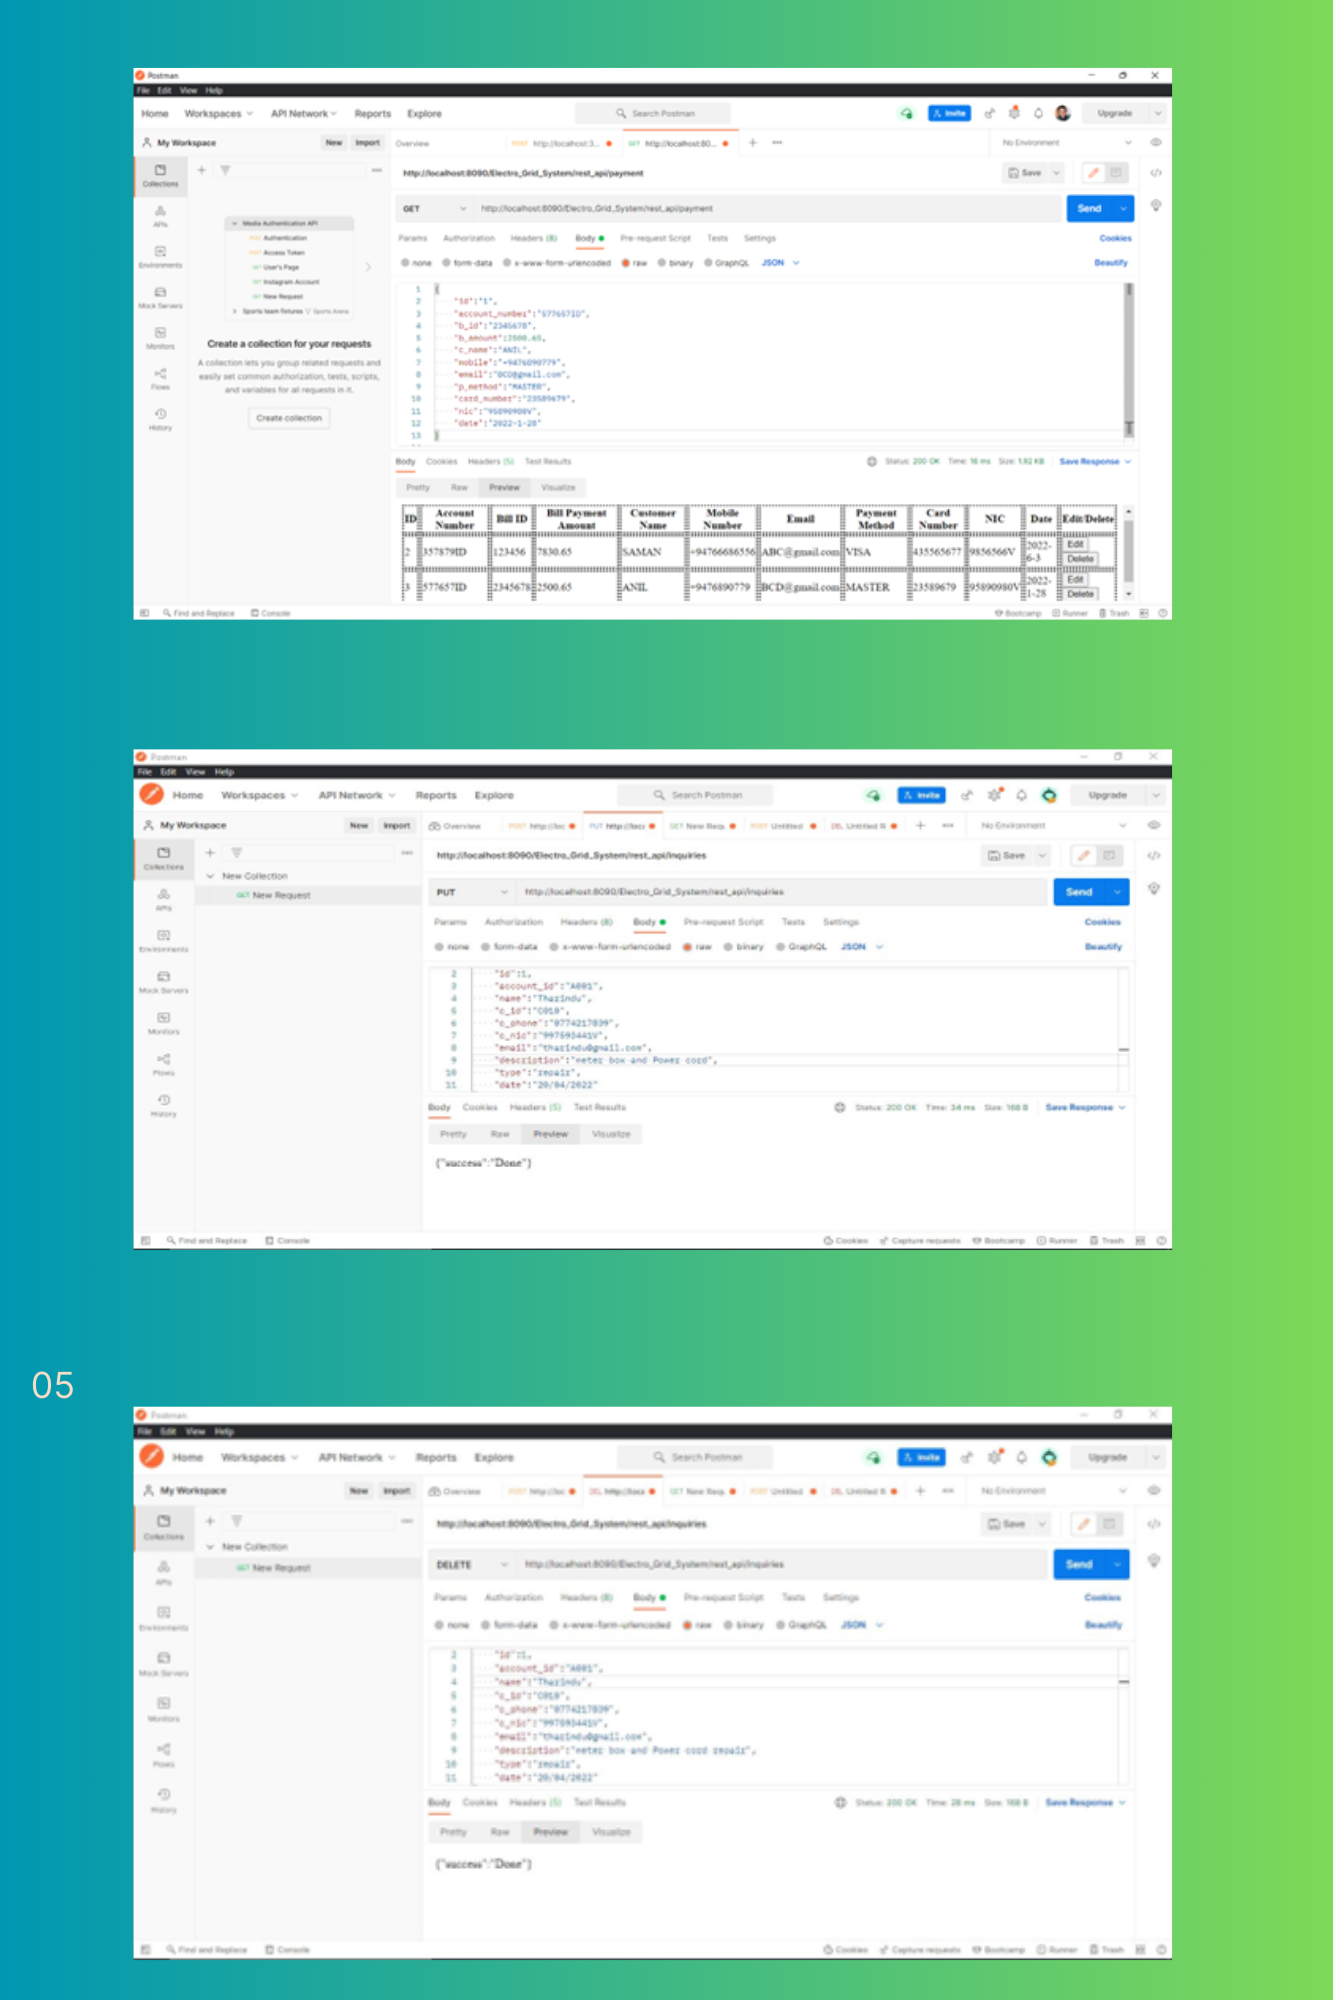 Postman
File Edit View Help
Home Workspaces API Network Reports Explore Search Postman Invite Upgrade
My Workspace New Import Overview POST http://localhost:3... GET http://localhost:80... No Environment
Collections
APIs
Environments
Mock Servers
Monitors
Flows
History
Media Authentication API
POST Authentication
POST Access Token
GET User's Page
GET Instagram Account
GET New Request
Sports team fixtures Sports Arena
Create a collection for your requests
A collection lets you group related requests and
easily set common authorization, tests, scripts,
and variables for all requests in it.
Create collection
http://localhost:8090/Electro_Grid_System/rest_api/payment Save
GET http://localhost:8090/Electro_Grid_System/rest_api/payment Send
Params Authorization Headers (8) Body Pre-request Script Tests Settings Cookies
none form-data x-www-form-urlencoded raw binary GraphQL JSON Beautify
1 {
2 "id":"1",
3 "account_number":"577657ID",
4 "b_id":"2345678",
5 "b_amount":2500.65,
6 "c_name":"ANIL",
7 "mobile":"+9476890779",
8 "email":"BCD@gmail.com",
9 "p_method":"MASTER",
10 "card_number":"23589679",
11 "nic":"95890980V",
12 "date":"2022-1-28"
13 }
Body Cookies Headers (5) Test Results Status: 200 OK Time: 16 ms Size: 1.92 KB Save Response
Pretty Raw Preview Visualize
ID Account Number Bill ID Bill Payment Amount Customer Name Mobile Number Email Payment Method Card Number NIC Date Edit/Delete
2 357879ID 123456 7830.65 SAMAN +94766686556 ABC@gmail.com VISA 435565677 9856566V 2022-6-3 Edit Delete
3 577657ID 2345678 2500.65 ANIL +9476890779 BCD@gmail.com MASTER 23589679 95890980V 2022-1-28 Edit Delete
Find and Replace Console Bootcamp Runner Trash
Postman
File Edit View Help
Home Workspaces API Network Reports Explore Search Postman Invite Upgrade
My Workspace New Import Overview POST http://loc PUT http://loca GET New Req. POST Untitled DEL Untitled R No Environment
Collections
APIs
Environments
Mock Servers
Monitors
Flows
History
New Collection
GET New Request
http://localhost:8090/Electro_Grid_System/rest_api/inquiries Save
PUT http://localhost:8090/Electro_Grid_System/rest_api/inquiries Send
Params Authorization Headers (8) Body Pre-request Script Tests Settings Cookies
none form-data x-www-form-urlencoded raw binary GraphQL JSON Beautify
2 "id":1,
3 "account_id":"A001",
4 "name":"Tharindu",
5 "c_id":"C010",
6 "c_phone":"0774217839",
7 "c_nic":"997593441V",
8 "email":"tharindu@gmail.com",
9 "description":"meter box and Power cord",
10 "type":"repair",
11 "date":"20/04/2022"
Body Cookies Headers (5) Test Results Status: 200 OK Time: 34 ms Size: 168 B Save Response
Pretty Raw Preview Visualize
{"success":"Done"}
Find and Replace Console Cookies Capture requests Bootcamp Runner Trash
05
Postman
File Edit View Help
Home Workspaces API Network Reports Explore Search Postman Invite Upgrade
My Workspace New Import Overview POST http://loc DEL http://loca GET New Req. POST Untitled DEL Untitled R No Environment
Collections
APIs
Environments
Mock Servers
Monitors
Flows
History
New Collection
GET New Request
http://localhost:8090/Electro_Grid_System/rest_api/inquiries Save
DELETE http://localhost:8090/Electro_Grid_System/rest_api/inquiries Send
Params Authorization Headers (8) Body Pre-request Script Tests Settings Cookies
none form-data x-www-form-urlencoded raw binary GraphQL JSON Beautify
2 "id":1,
3 "account_id":"A001",
4 "name":"Tharindu",
5 "c_id":"C010",
6 "c_phone":"0774217839",
7 "c_nic":"997593441V",
8 "email":"tharindu@gmail.com",
9 "description":"meter box and Power cord repair",
10 "type":"repair",
11 "date":"20/04/2022"
Body Cookies Headers (5) Test Results Status: 200 OK Time: 28 ms Size: 168 B Save Response
Pretty Raw Preview Visualize
{"success":"Done"}
Find and Replace Console Cookies Capture requests Bootcamp Runner Trash